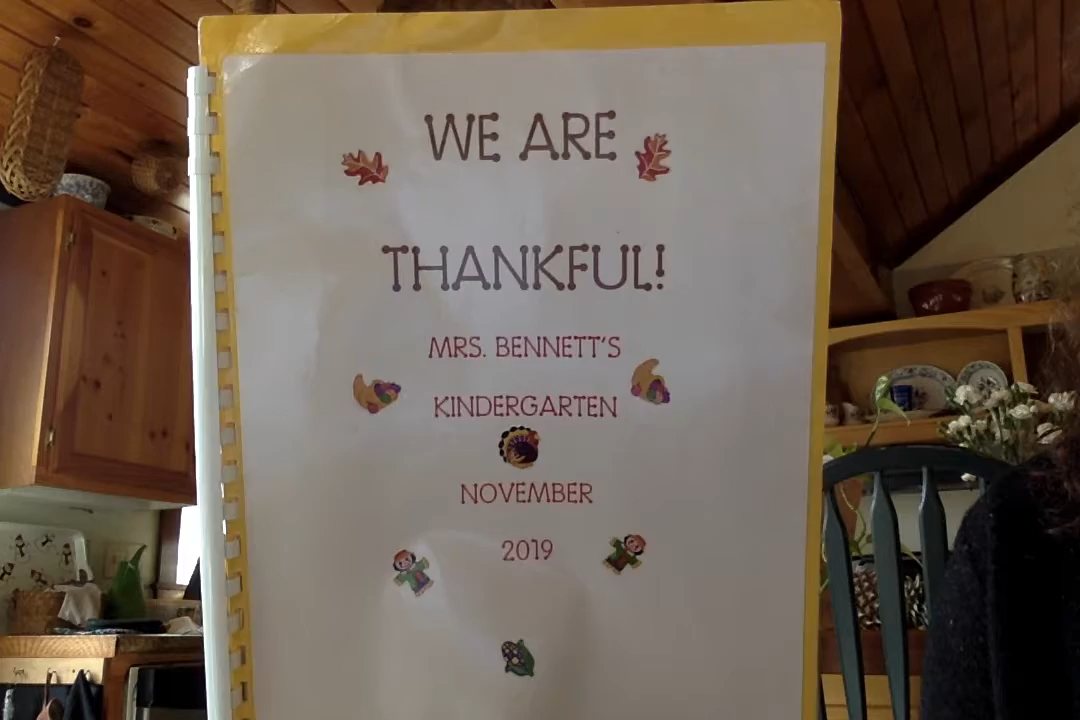 WE ARE
THANKFUL!
MRS. BENNETT'S
KINDERGARTEN
NOVEMBER
2019